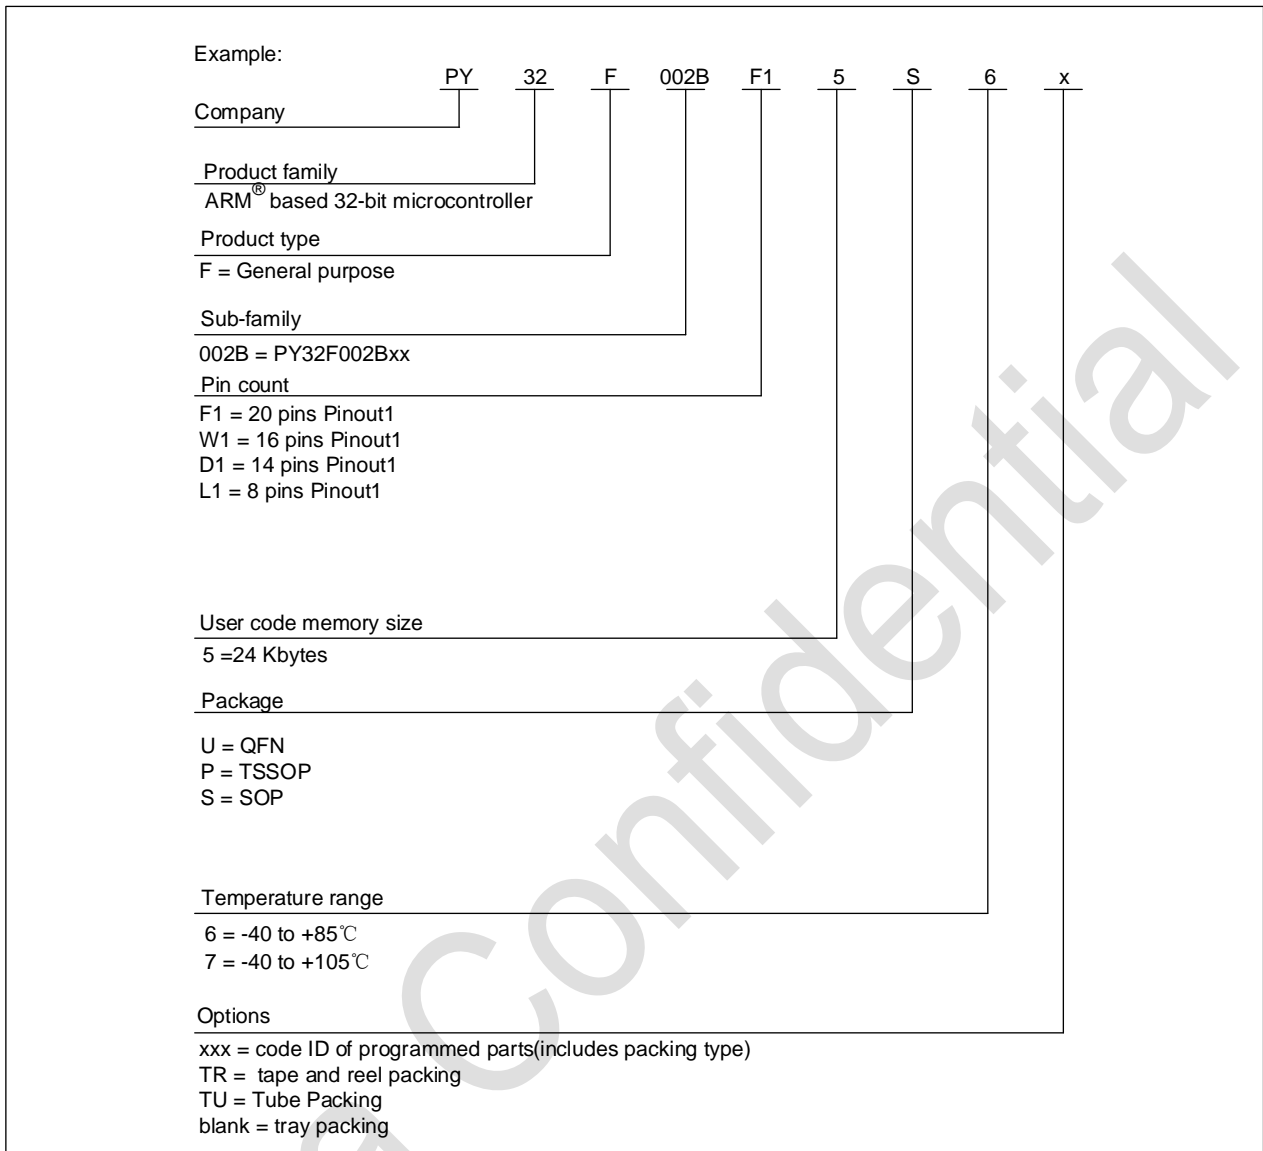 Example:
PY 32 F 002B F1 5 S 6 x
Company
Product family
ARM® based 32-bit microcontroller
Product type
F = General purpose
Sub-family
002B = PY32F002Bxx
Pin count
F1 = 20 pins Pinout1
W1 = 16 pins Pinout1
D1 = 14 pins Pinout1
L1 = 8 pins Pinout1
User code memory size
5 =24 Kbytes
Package
U = QFN
P = TSSOP
S = SOP
Temperature range
6 = -40 to +85℃
7 = -40 to +105℃
Options
xxx = code ID of programmed parts(includes packing type)
TR = tape and reel packing
TU = Tube Packing
blank = tray packing
a Confidential